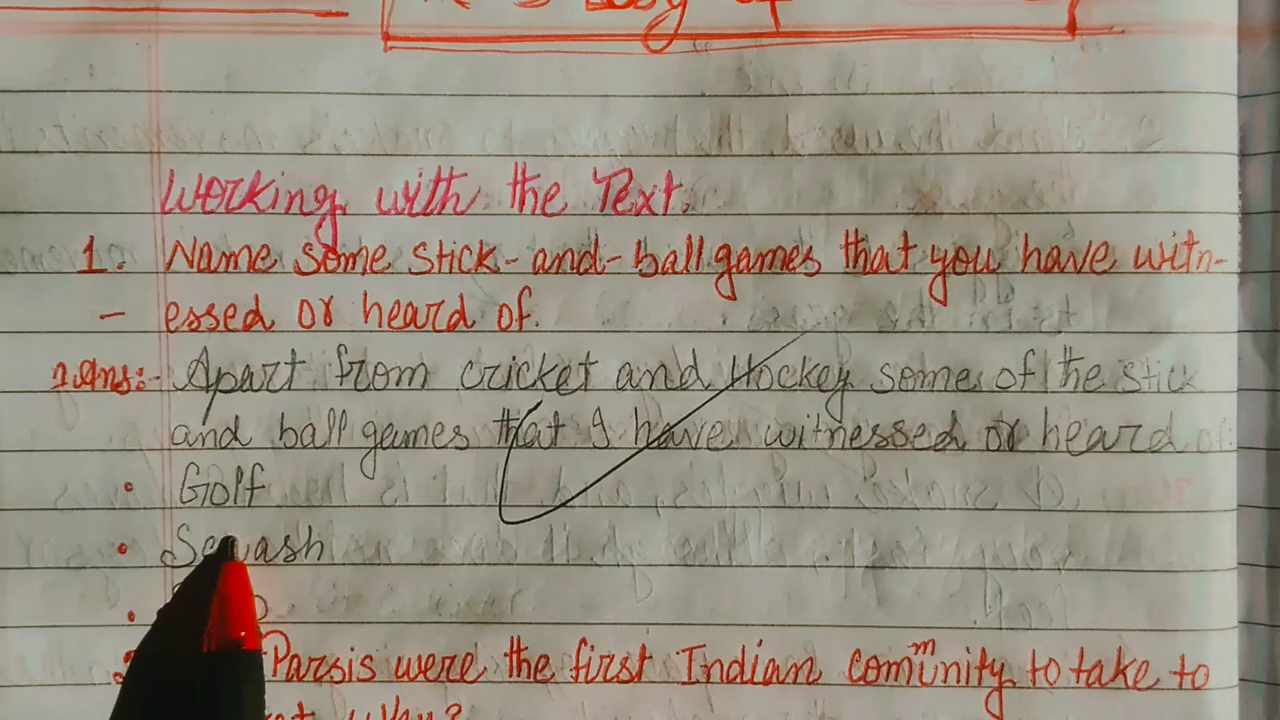 Working with the Text.
1. Name some stick-and-ball games that you have witn-
- essed or heard of.
1.Ans:- Apart from cricket and Hockey some of the stick
and ball games that I have witnessed or heard of:
• Golf
• Squash
•
Parsis were the first Indian community to take to
why?